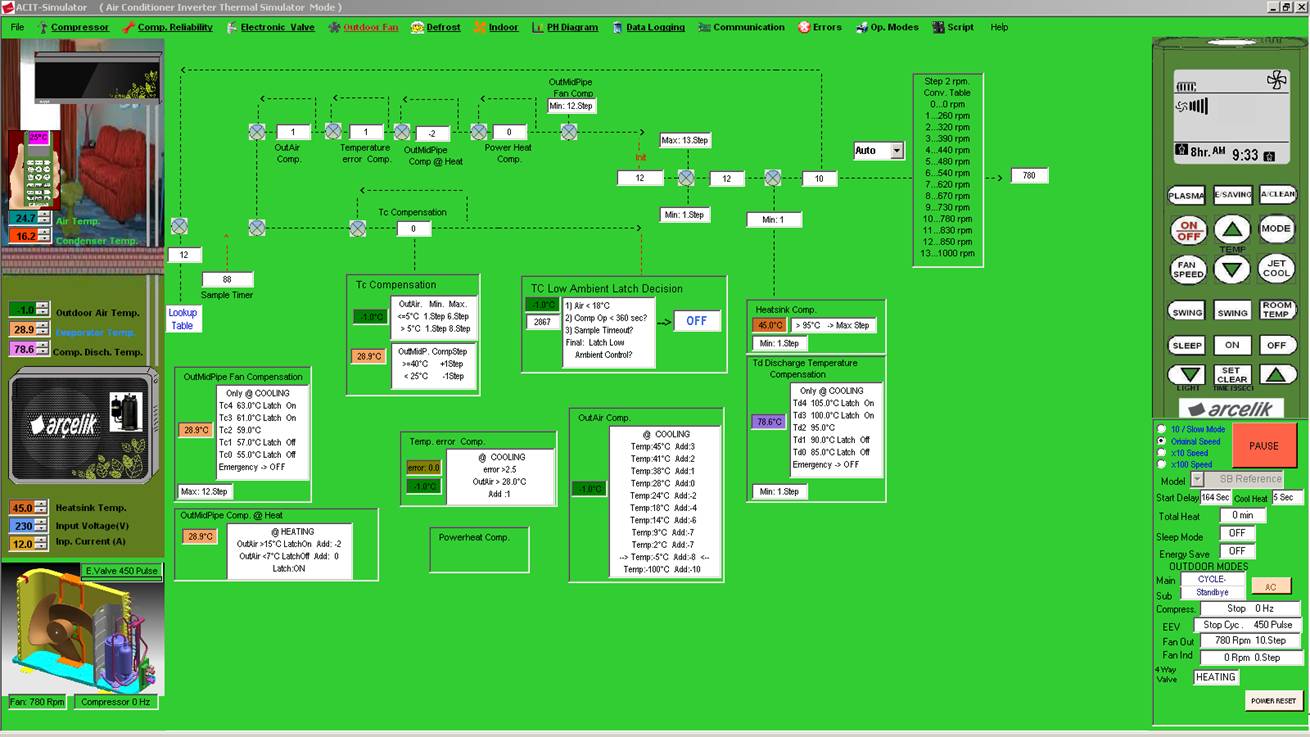 ACIT-Simulator ( Air Conditioner Inverter Thermal Simulator Mode )
File Compressor Comp. Reliability Electronic Valve Outdoor Fan Defrost Indoor PH Diagram Data Logging Communication Errors Op. Modes Script Help
25°C
24.7 Air Temp.
16.2 Condenser Temp.
-1.0 Outdoor Air Temp.
28.9 Evaporator Temp.
78.6 Comp. Disch. Temp.
arçelik
45.0 Heatsink Temp.
230 Input Voltage(V)
12.0 Inp. Current (A)
E.Valve 450 Pulse
Fan: 780 Rpm Compressor 0 Hz
OutMidPipe
Fan Comp
Min: 12.Step
1
OutAir
Comp.
1
Temperature
error Comp.
-2
OutMidPipe
Comp @ Heat
0
Power Heat
Comp.
Init
12
Max: 13.Step
Min: 1.Step
12
Min: 1
10
Auto
Step 2 rpm.
Conv. Table
0...0 rpm
1...260 rpm
2...320 rpm
3...390 rpm
4...440 rpm
5...480 rpm
6...540 rpm
7...620 rpm
8...670 rpm
9...730 rpm
10...780 rpm
11...830 rpm
12...850 rpm
13...1000 rpm
780
Tc Compensation
0
12
88
Sample Timer
Lookup
Table
Tc Compensation
-1.0°C
OutAir. Min. Max.
<=5°C 1.Step 6.Step
> 5°C 1.Step 8.Step
28.9°C
OutMidP. CompStep
>=40°C +1Step
< 25°C -1Step
TC Low Ambient Latch Decision
-1.0°C
2867
1) Air < 18°C
2) Comp Op < 360 sec?
3) Sample Timeout?
Final: Latch Low
Ambient Control?
-->
OFF
Heatsink Comp.
45.0°C > 95°C -> Max Step
Min: 1.Step
Td Discharge Temperature
Compensation
78.6°C
Only @ COOLING
Td4 105.0°C Latch On
Td3 100.0°C Latch On
Td2 95.0°C
Td1 90.0°C Latch Off
Td0 85.0°C Latch Off
Emergency -> OFF
Min: 1.Step
OutMidPipe Fan Compensation
28.9°C
Only @ COOLING
Tc4 63.0°C Latch On
Tc3 61.0°C Latch On
Tc2 59.0°C
Tc1 57.0°C Latch Off
Tc0 55.0°C Latch Off
Emergency -> OFF
Max: 12.Step
OutMidPipe Comp. @ Heat
28.9°C
@ HEATING
OutAir >15°C LatchOn Add: -2
OutAir <7°C LatchOff Add: 0
Latch:ON
Temp. error Comp.
error: 0.0
-1.0°C
@ COOLING
error >2.5
OutAir > 28.0°C
Add :1
Powerheat Comp.
OutAir Comp.
-1.0°C
@ COOLING
Temp:45°C Add:3
Temp:41°C Add:2
Temp:38°C Add:1
Temp:28°C Add:0
Temp:24°C Add:-2
Temp:18°C Add:-4
Temp:14°C Add:-6
Temp:9°C Add:-7
Temp:2°C Add:-7
--> Temp:-5°C Add:-8 <--
Temp:-100°C Add:-10
8hr. AM 9:33
PLASMA E/SAVING A/CLEAN
ON
OFF
TEMP
MODE
FAN
SPEED
JET
COOL
SWING SWING ROOM
TEMP
SLEEP ON OFF
LIGHT
SET
CLEAR
TIME (9SEC)
arcelik
10 / Slow Mode
Original Speed
x10 Speed
x100 Speed
PAUSE
Model SB Reference
Start Delay 164 Sec Cool Heat 5 Sec
Total Heat 0 min
Sleep Mode OFF
Energy Save OFF
OUTDOOR MODES
Main CYCLE-
Sub Standbye
AC
Compress. Stop 0 Hz
EEV Stop Cyc . 450 Pulse
Fan Out 780 Rpm 10.Step
Fan Ind 0 Rpm 0.Step
4 Way
Valve HEATING
POWER RESET